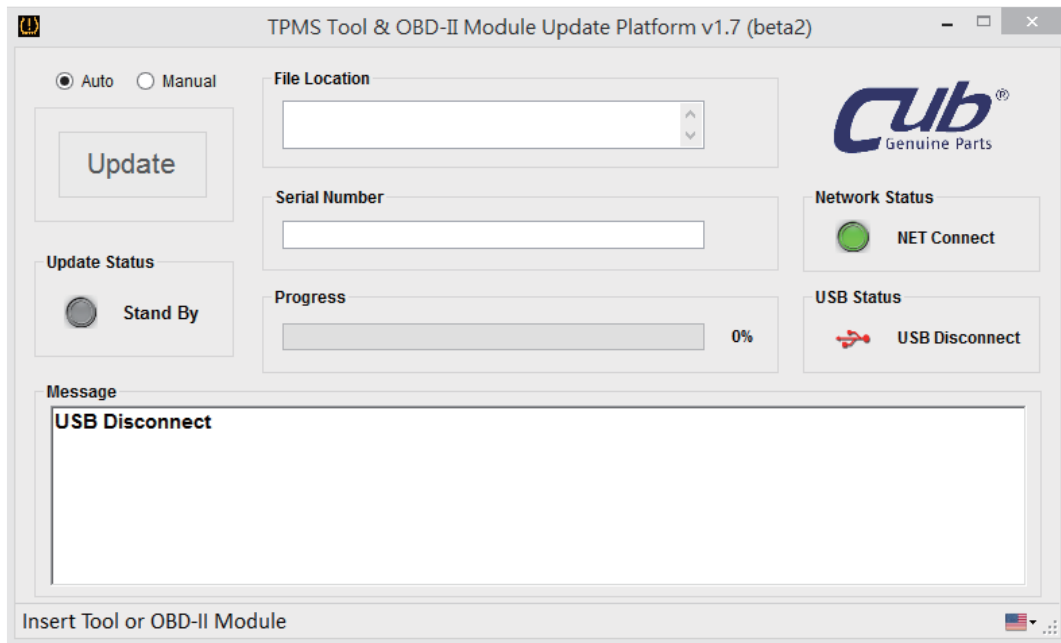 TPMS Tool & OBD-II Module Update Platform v1.7 (beta2)
Auto Manual
Update
File Location
cub®
Genuine Parts
Serial Number
Network Status
NET Connect
Update Status
Stand By
Progress
0%
USB Status
USB Disconnect
Message
USB Disconnect
Insert Tool or OBD-II Module